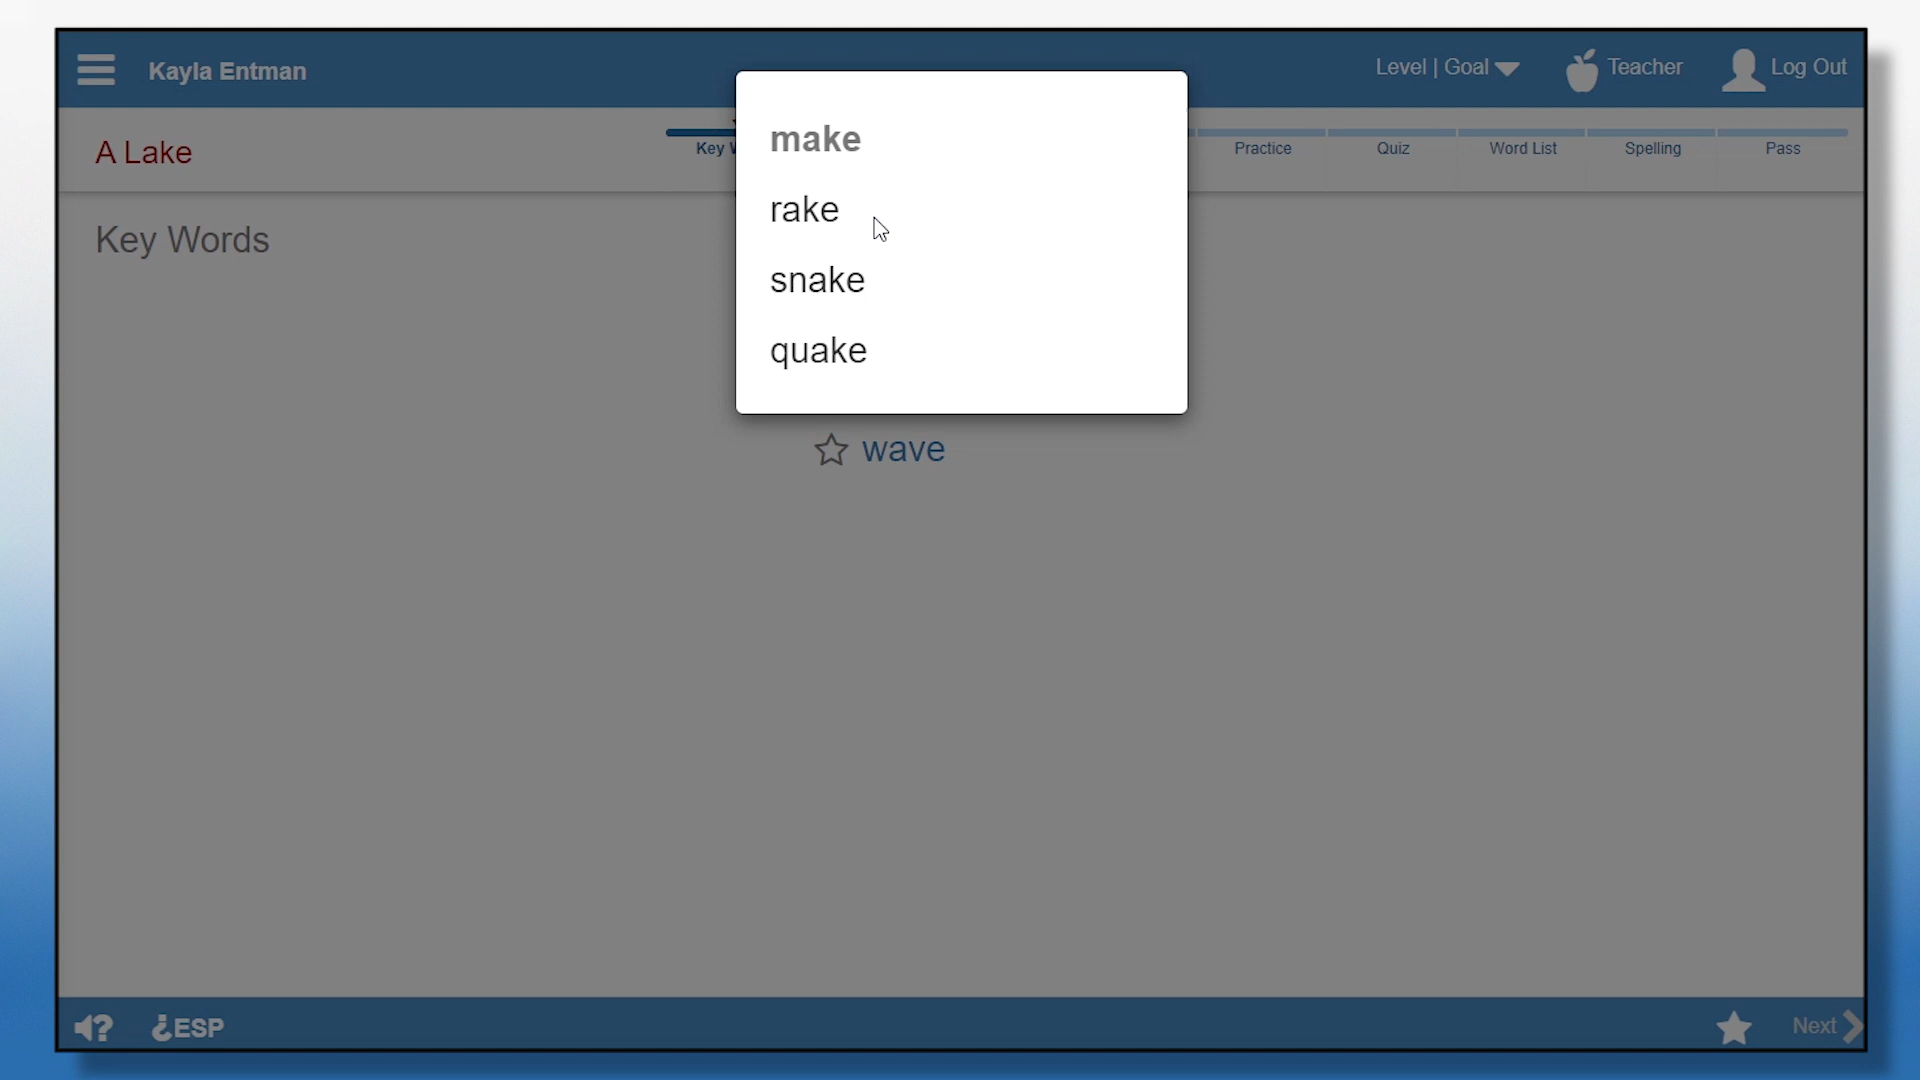 Kayla Entman
Level | Goal
Teacher
Log Out
A Lake
Key W
Practice
Quiz
Word List
Spelling
Pass
Key Words
make
rake
snake
quake
wave
?
¿ESP
Next